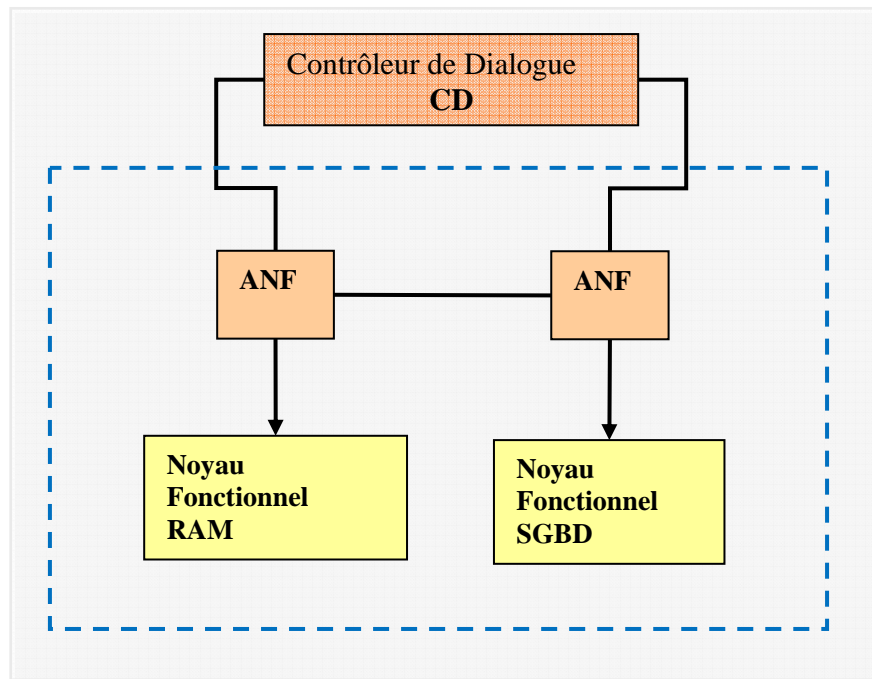 Contrôleur de Dialogue
CD
ANF
ANF
Noyau
Fonctionnel
RAM
Noyau
Fonctionnel
SGBD